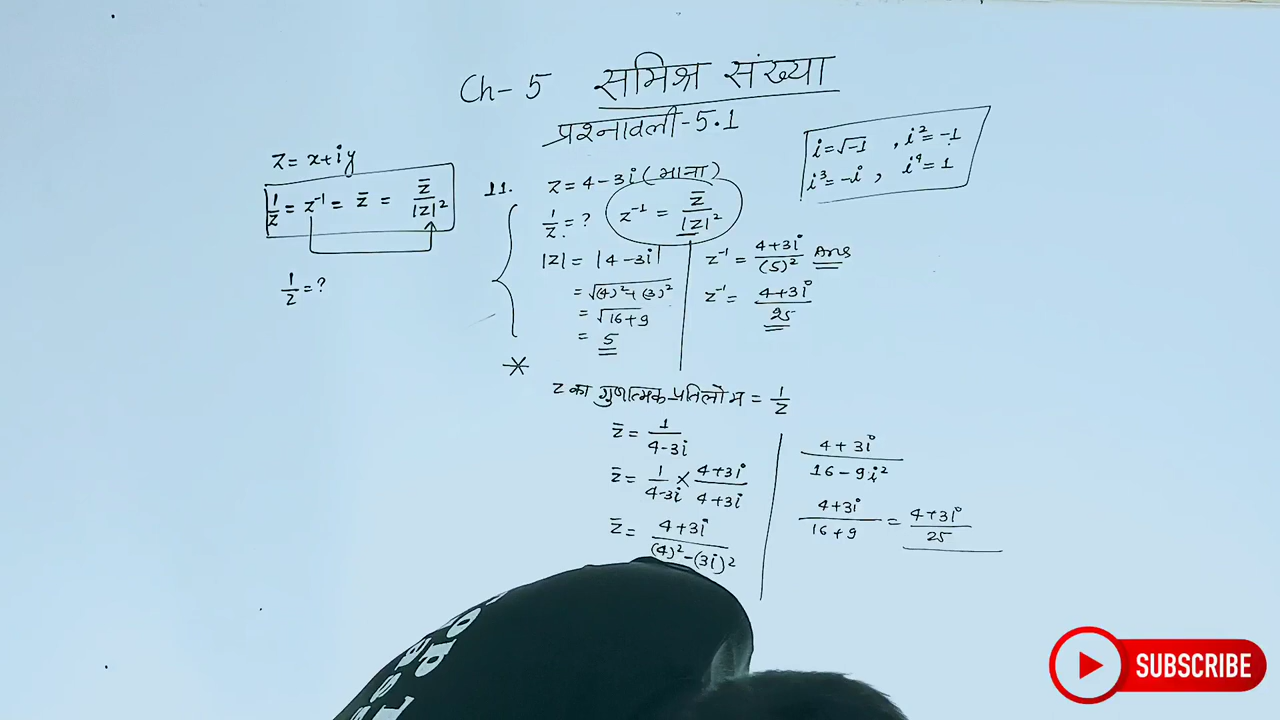 Ch- 5 समिश्र संख्या
प्रश्नावली-5.1
i=√-1 , i²= -1
i³= -i , i⁴= 1
z = x+iy
1/z = z⁻¹ = z̄ = z̄/|z|²
1/z = ?
11. z = 4-3i (माना)
1/z = ? z⁻¹ = z̄/|z|²
|z| = |4-3i|
= √(4)²+(3)²
= √16+9
= 5
z⁻¹ = 4+3i/(5)² Ans
z⁻¹ = 4+3i/25
*
z का गुणात्मक प्रतिलोम = 1/z
z̄ = 1/4-3i
z̄ = 1/4-3i × 4+3i/4+3i
z̄ = 4+3i/(4)²-(3i)²
4+3i/16-9i²
4+3i/16+9 = 4+3i/25
SUBSCRIBE